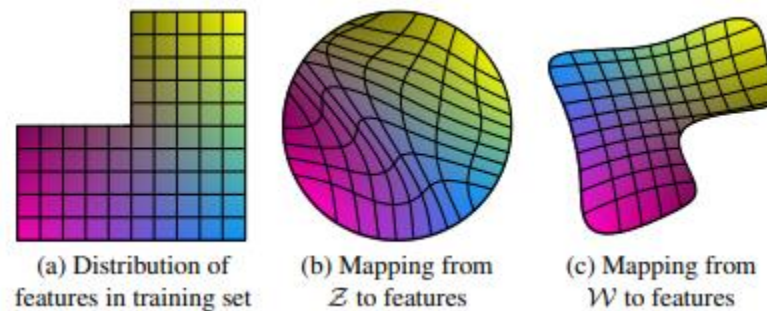 (a) Distribution of
features in training set
(b) Mapping from
𝒵 to features
(c) Mapping from
𝒲 to features